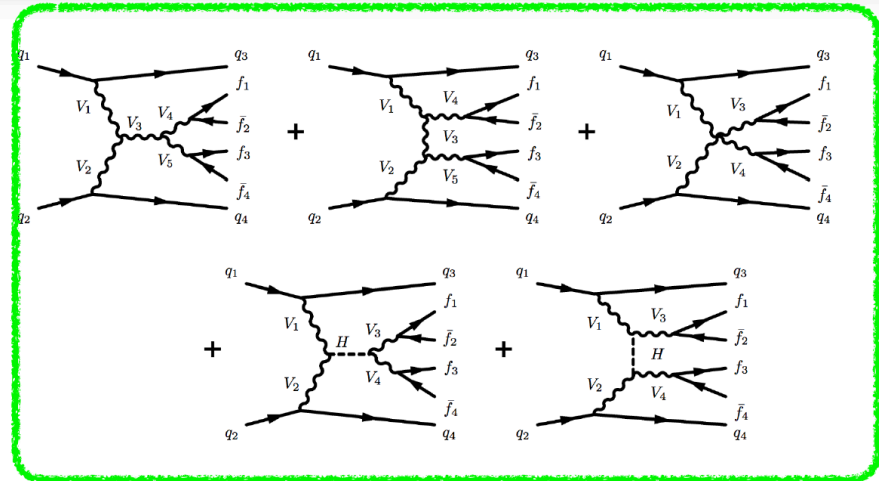 q₁ q₃ q₁ q₃ q₁ q₃
f₁ f₁ f₁
V₁ V₄ V₁ V₄ V₁ V₃
V₃ f̄₂ + f̄₂ + f̄₂
V₃
V₂ V₅ f₃ V₂ V₅ f₃ V₂ V₄ f₃
f̄₄ f̄₄ f̄₄
q₂ q₄ q₂ q₄ q₂ q₄
q₁ q₃ q₁ q₃
f₁ f₁
V₁ V₃ V₁ V₃
+ H f̄₂ + H f̄₂
V₂ V₄ f₃ V₂ V₄ f₃
f̄₄ f̄₄
q₂ q₄ q₂ q₄